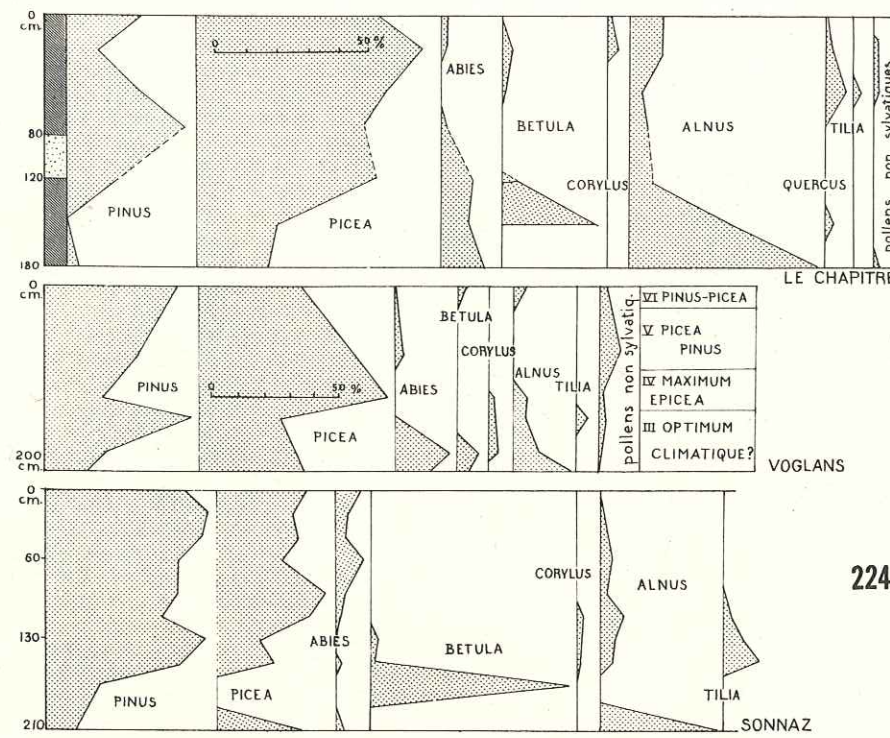 0
cm.
80
120
180
0 50 %
PINUS
PICEA
ABIES
BETULA
CORYLUS
ALNUS
QUERCUS
TILIA
pollens non sylvatiques
LE CHAPITRE
0
cm.
200
cm.
PINUS
0 50 %
PICEA
ABIES
BETULA
CORYLUS
ALNUS
TILIA
pollens non sylvatiq.
VI PINUS-PICEA
V PICEA
PINUS
IV MAXIMUM
EPICEA
III OPTIMUM
CLIMATIQUE?
VOGLANS
0
cm.
60
130
210
PINUS
PICEA
ABIES
BETULA
CORYLUS
ALNUS
TILIA
SONNAZ
224